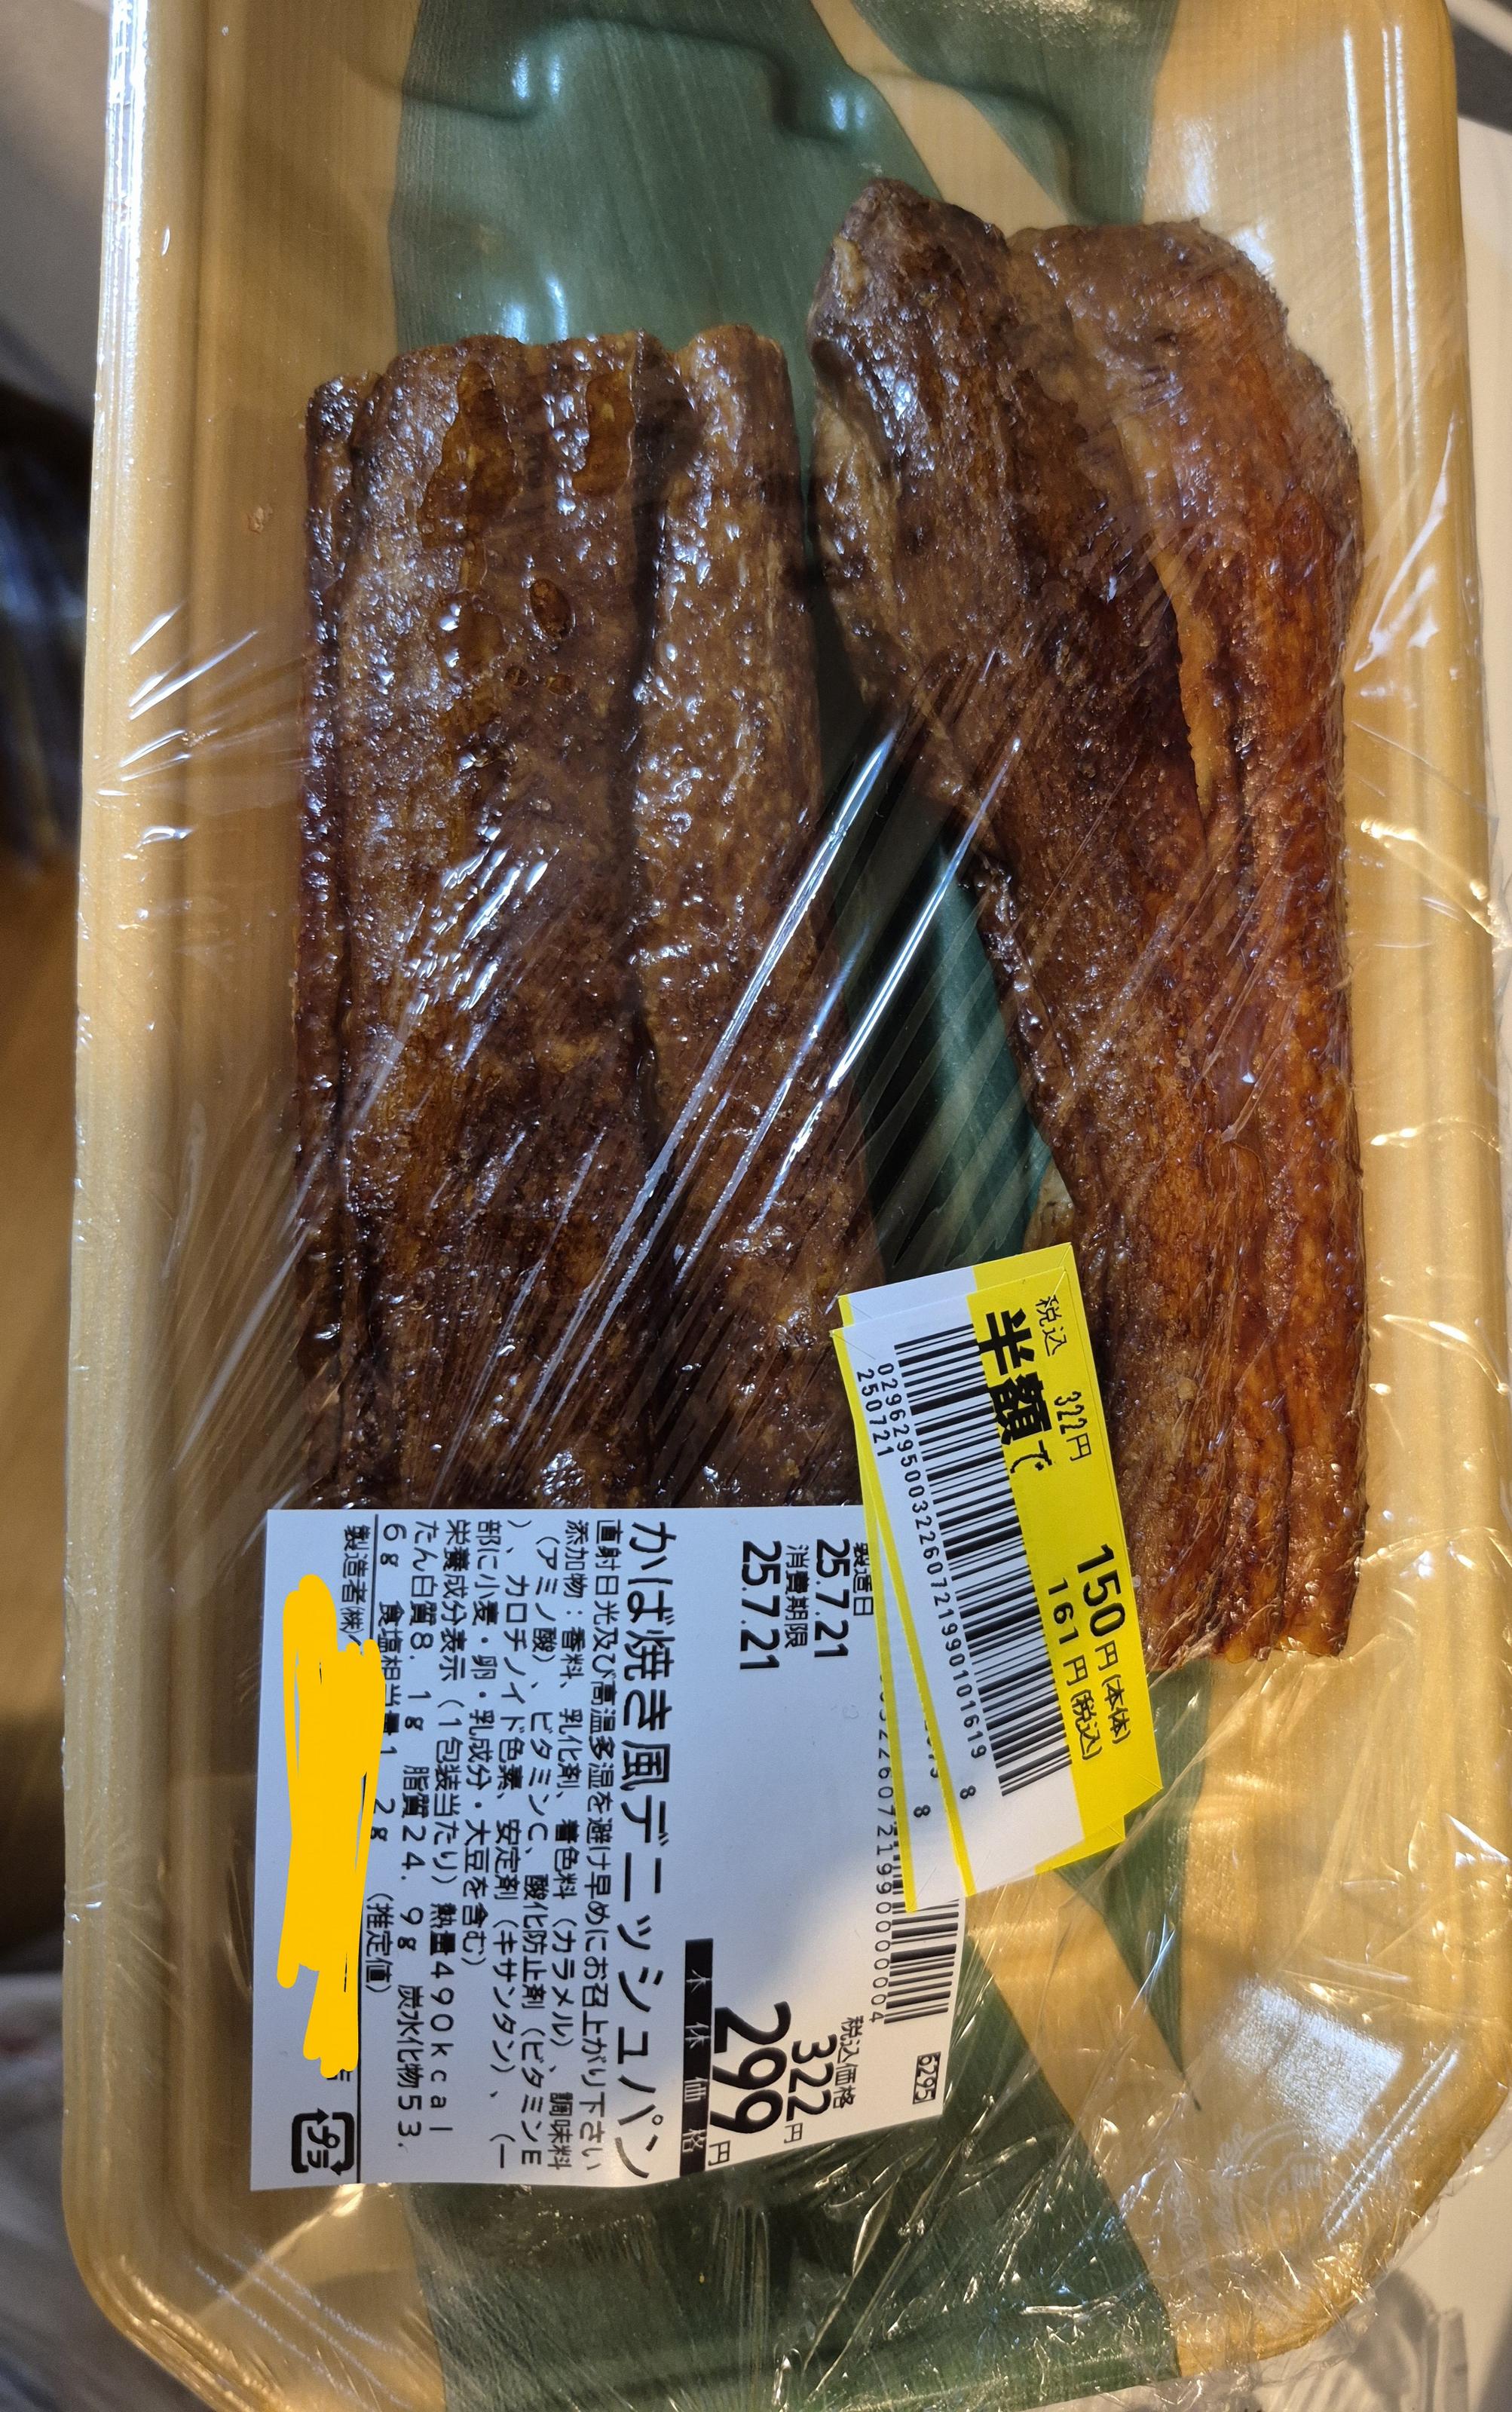 かば焼き風デニッシュパン
直射日光及び高温多湿を避け早めにお召上がり下さい
添加物：香料、乳化剤、着色料（カラメル）、調味料
（アミノ酸）、ビタミンC、酸化防止剤（ビタミンE
）、カロチノイド色素、安定剤（キサンタン）、（一
部に小麦・卵・乳成分・大豆を含む）
栄養成分表示（1包装当たり）熱量490kcal
たん白質8．1g 脂質24．9g 炭水化物53．
6g 食塩相当量1 2g （推定値）
製造者㈱
プラ
製造日
25.7.21
消費期限
25.7.21
本体価格
299円
税込価格
322円
6295
税込 322円
半額で
150円(本体)
161円(税込)
02962950032260721990101619 8
250721
8